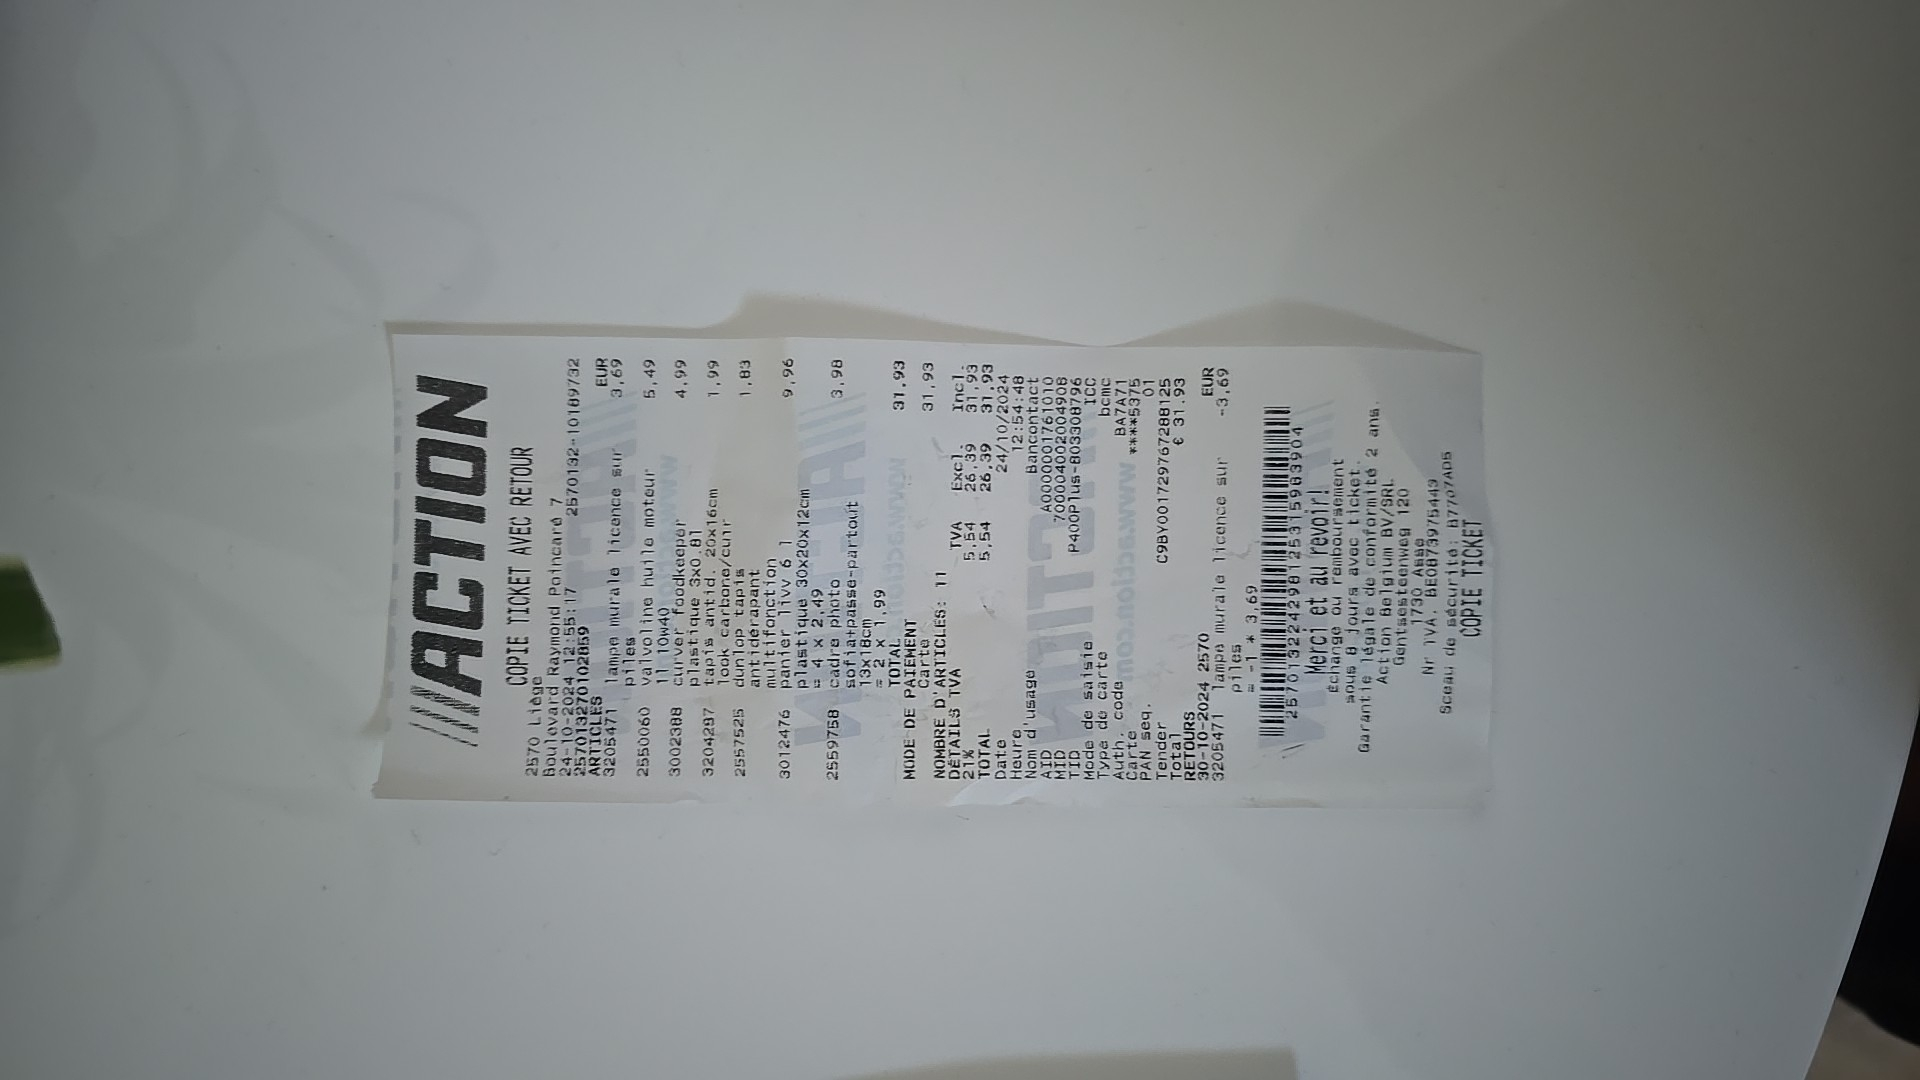 ACTION
COPIE TICKET AVEC RETOUR
2570 Liège
Boulevard Raymond Poincaré 7
24-10-2024 12:55:17 2570132-10189732
2570132701028 59
ARTICLES EUR
3205471 lampe murale licence sur 3,69
piles
2550060 valvoline huile moteur 5,49
1l 10w40
3002388 curver foodkeeper 4,99
plastique 3x0.8l
3204287 tapis antid. 20x16cm 1,99
look carbone/cuir
2557525 dunlop tapis 1,83
antidérapant
multifonction
3012476 panier livv 6 l 9,96
plastique 30x20x12cm
= 4 x 2,49
2559758 cadre photo 3,98
sofia+passe-partout
13x18cm
= 2 x 1,99
TOTAL 31,93
MODE DE PAIEMENT
Carte 31,93
NOMBRE D'ARTICLES: 11
DÉTAILS TVA TVA Excl. Incl.
21% 5,54 26,39 31,93
TOTAL 5,54 26,39 31,93
Date 24/10/2024
Heure 12:54:48
Nom d'usage Bancontact
AID A0000001761010
MID 700004002004908
TID P400Plus-803308796
Mode de saisie ICC
Type de carte bcmc
Auth. code BA7A71
Carte ****5375
PAN seq. 01
Tender C9BY001729767288125
Total € 31.93
RETOURS
30-10-2024 2570 EUR
3205471 lampe murale licence sur -3,69
piles
= -1 * 3,69
25701322429812531598 3904
Merci et au revoir!
Échange ou remboursement
sous 8 jours avec ticket.
Garantie légale de conformité 2 ans.
Action Belgium BV/SRL
Gentsesteenweg 120
1730 Asse
Nr TVA. BE0873975443
Sceau de sécurité: B7707AD5
COPIE TICKET